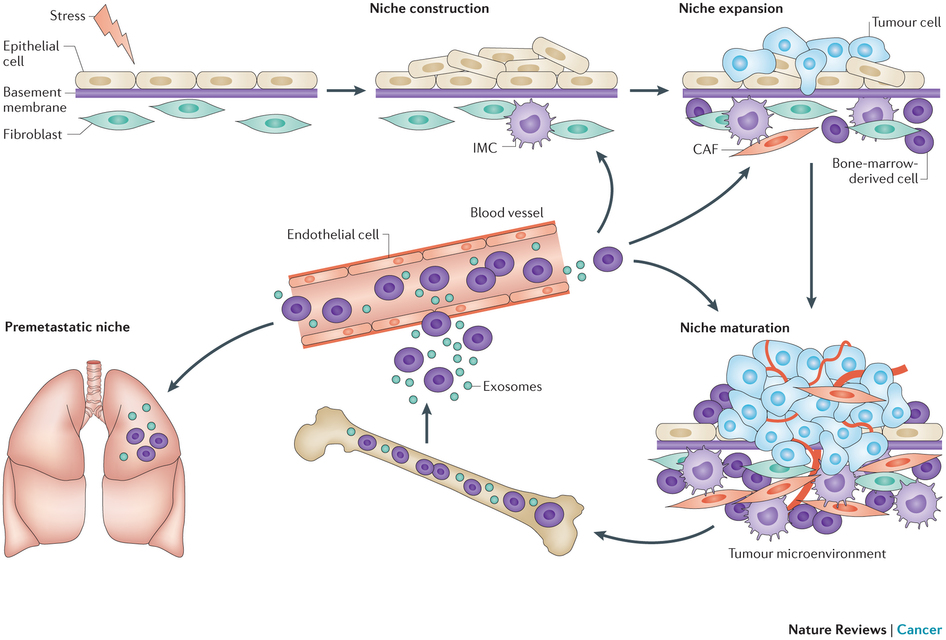 Stress
Niche construction
Niche expansion
Tumour cell
Epithelial
cell
Basement
membrane
Fibroblast
IMC
CAF
Bone-marrow-
derived cell
Blood vessel
Endothelial cell
Premetastatic niche
Niche maturation
Exosomes
Tumour microenvironment
Nature Reviews | Cancer